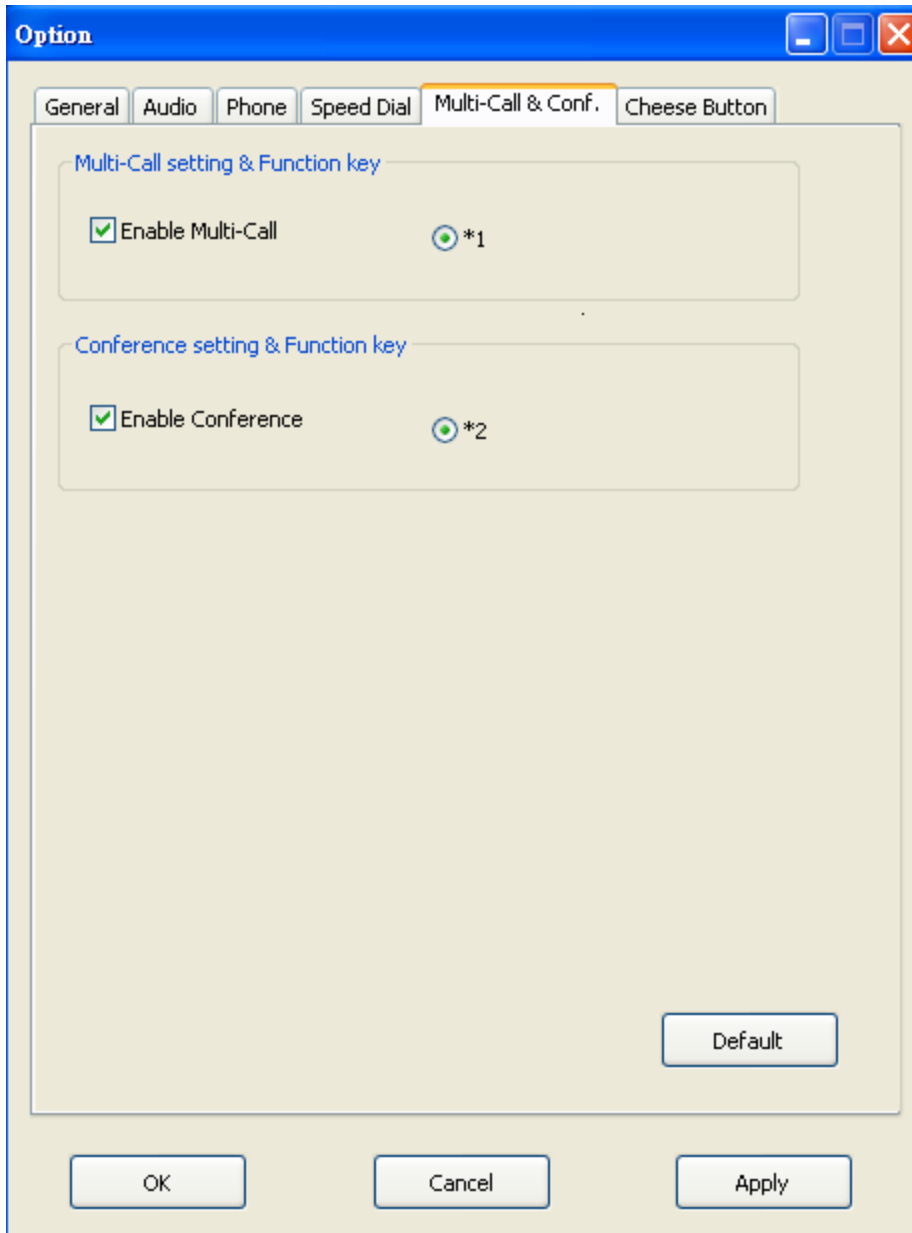 Option
General Audio Phone Speed Dial Multi-Call & Conf. Cheese Button
Multi-Call setting & Function key
Enable Multi-Call *1
Conference setting & Function key
Enable Conference *2
Default
OK Cancel Apply